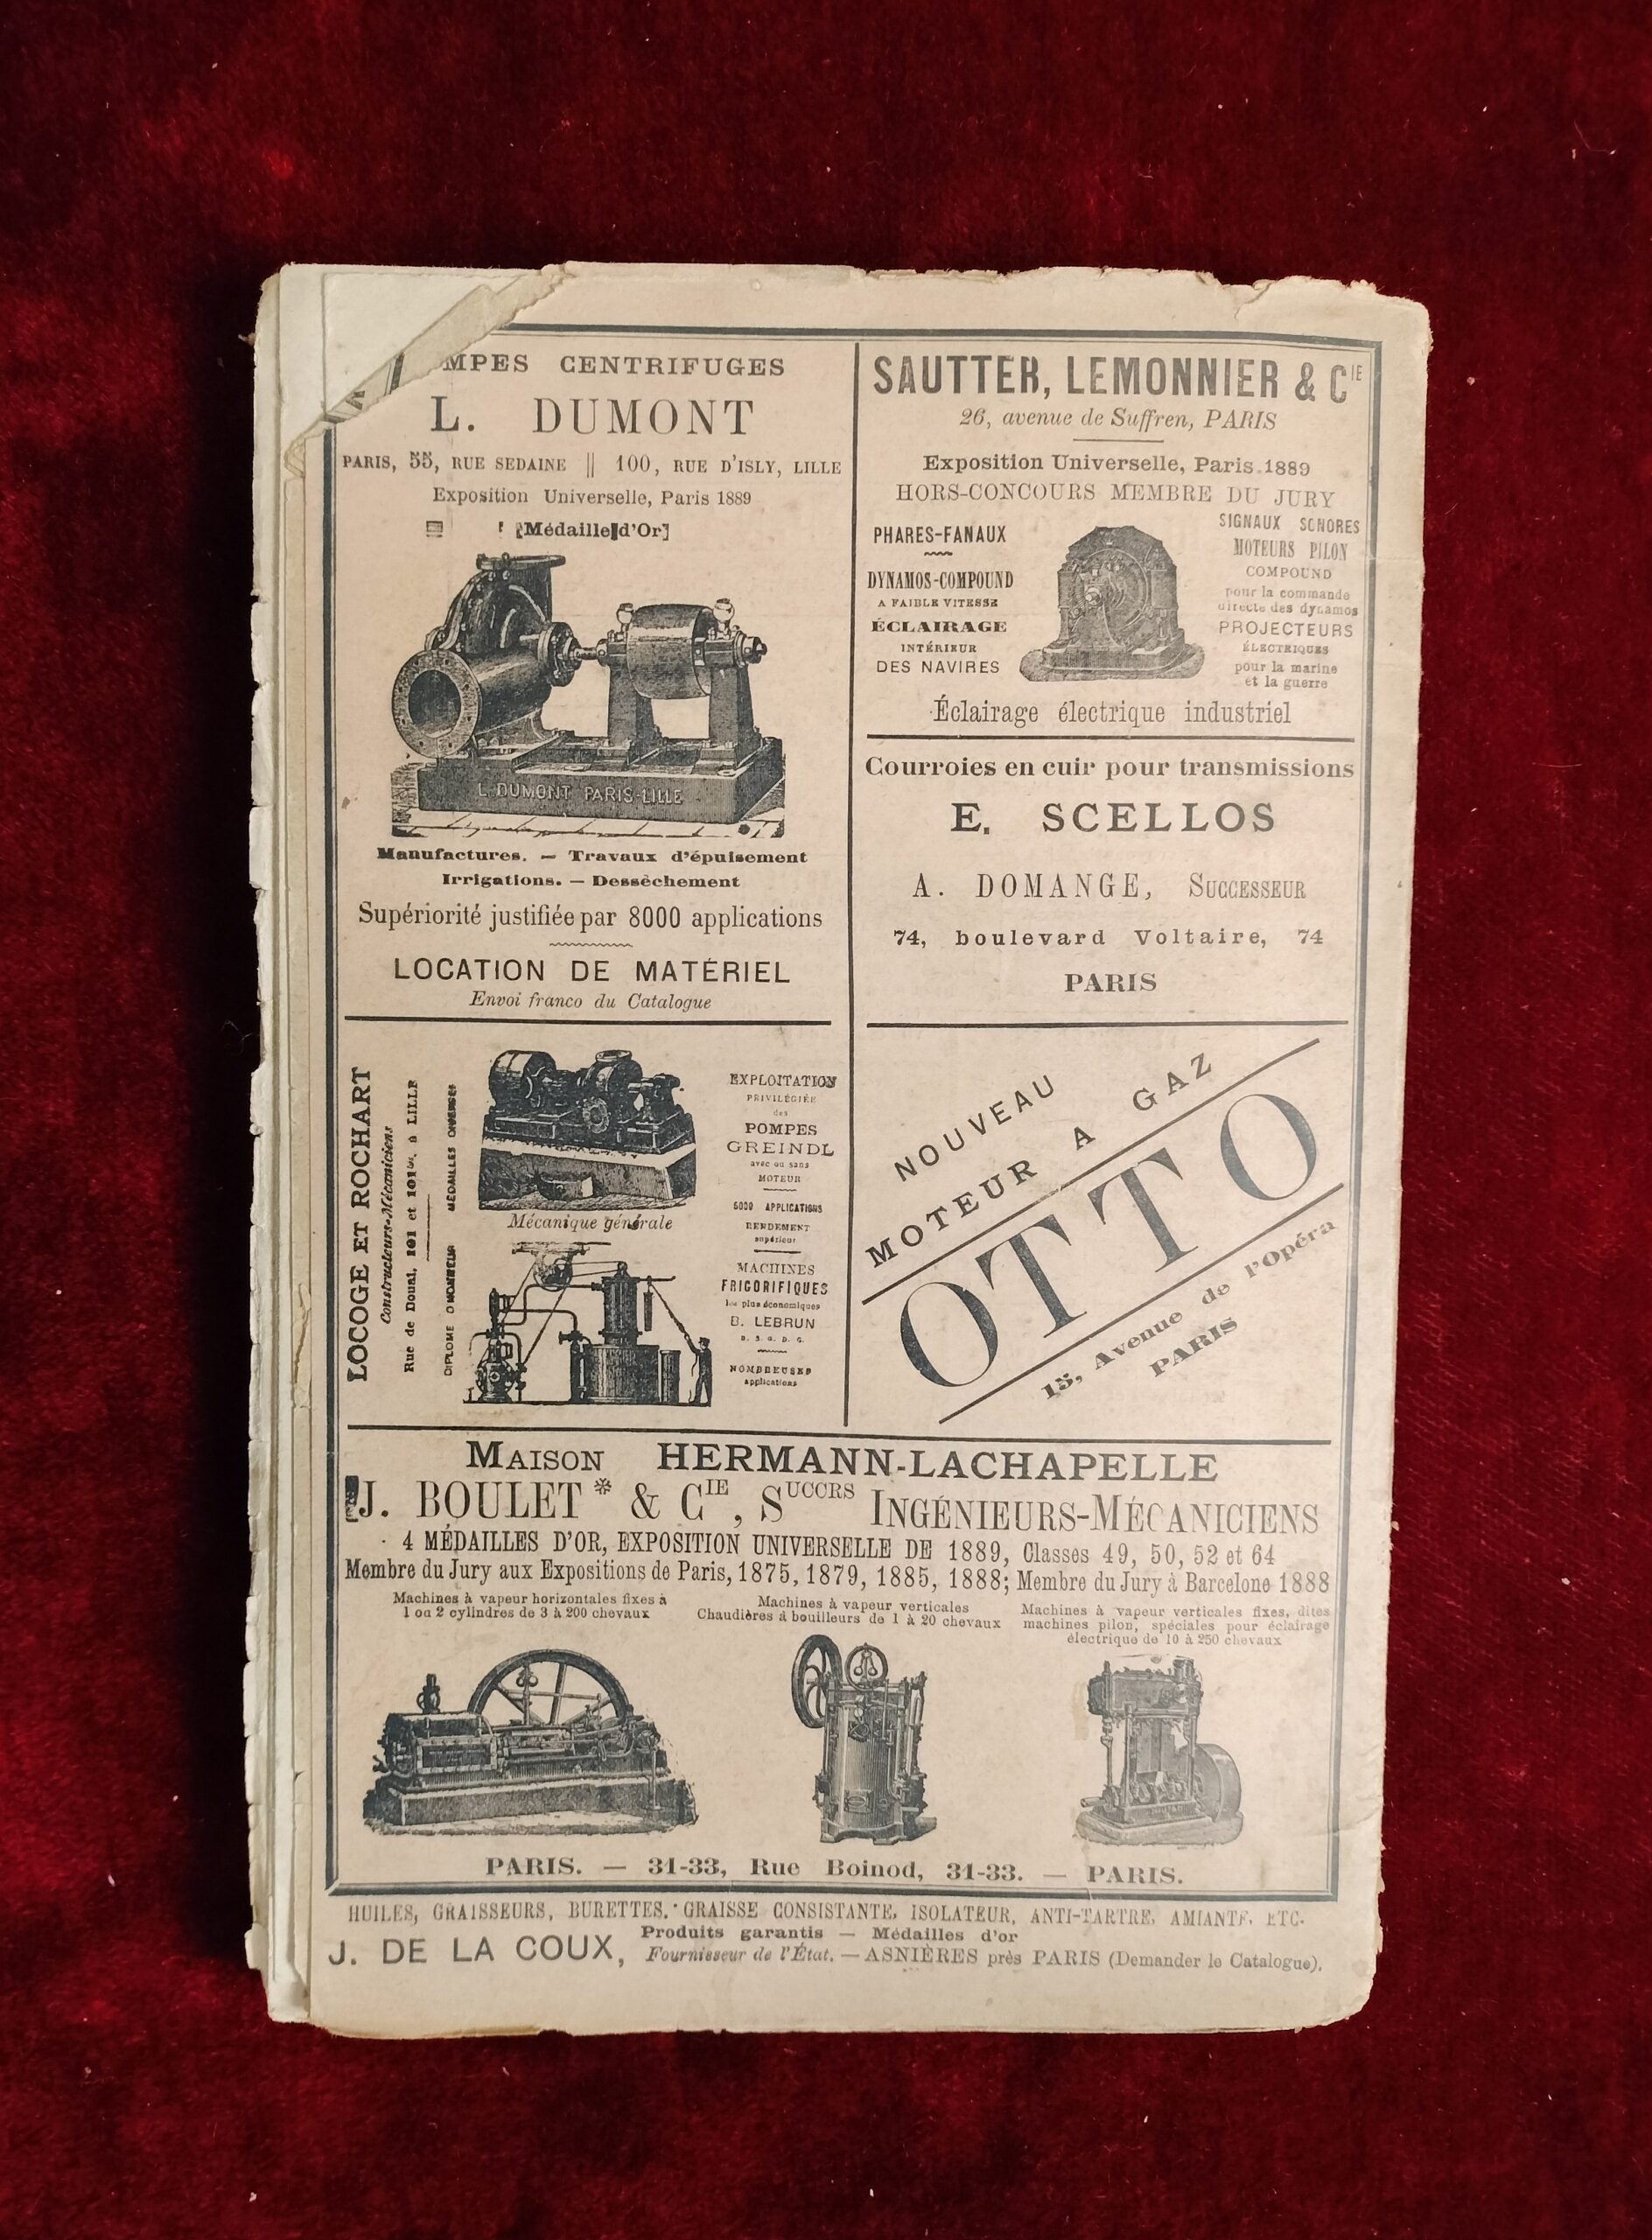 MPES CENTRIFUGES
L. DUMONT
PARIS, 55, RUE SEDAINE || 100, RUE D'ISLY, LILLE
Exposition Universelle, Paris 1889
[Médaille d'Or]
L. DUMONT PARIS-LILLE
Manufactures. — Travaux d'épuisement
Irrigations. — Dessèchement
Supériorité justifiée par 8000 applications
LOCATION DE MATÉRIEL
Envoi franco du Catalogue
SAUTTER, LEMONNIER & CIE
26, avenue de Suffren, PARIS
Exposition Universelle, Paris 1889
HORS-CONCOURS MEMBRE DU JURY
PHARES-FANAUX
DYNAMOS-COMPOUND
A FAIBLE VITESSE
ÉCLAIRAGE
INTÉRIEUR
DES NAVIRES
SIGNAUX SONORES
MOTEURS PILON
COMPOUND
pour la commande
directe des dynamos
PROJECTEURS
ÉLECTRIQUES
pour la marine
et la guerre
Éclairage électrique industriel
Courroies en cuir pour transmissions
E. SCELLOS
A. DOMANGE, SUCCESSEUR
74, boulevard Voltaire, 74
PARIS
LOCOGE ET ROCHART
Constructeurs-Mécaniciens
Rue de Douai, 101 et 101bis, à LILLE
DIPLOME D'HONNEUR MÉDAILLES DIVERSES
Mécanique générale
EXPLOITATION
PRIVILÉGIÉE
des
POMPES
GREINDL
avec ou sans
MOTEUR
5000 APPLICATIONS
RENDEMENT
supérieur
MACHINES
FRIGORIFIQUES
les plus économiques
B. LEBRUN
B. S. G. D. G.
NOMBREUSES
applications
NOUVEAU
MOTEUR A GAZ
OTTO
15, Avenue de l'Opéra
PARIS
MAISON HERMANN-LACHAPELLE
J. BOULET * & CIE, SUCCRS INGÉNIEURS-MÉCANICIENS
4 MÉDAILLES D'OR, EXPOSITION UNIVERSELLE DE 1889, Classes 49, 50, 52 et 64
Membre du Jury aux Expositions de Paris, 1875, 1879, 1885, 1888; Membre du Jury à Barcelone 1888
Machines à vapeur horizontales fixes à
1 ou 2 cylindres de 3 à 200 chevaux
Machines à vapeur verticales
Chaudières à bouilleurs de 1 à 20 chevaux
Machines à vapeur verticales fixes, dites
machines pilon, spéciales pour éclairage
électrique de 10 à 250 chevaux
PARIS. — 31-33, Rue Boinod, 31-33. — PARIS.
HUILES, GRAISSEURS, BURETTES. GRAISSE CONSISTANTE, ISOLATEUR, ANTI-TARTRE, AMIANTE, ETC.
Produits garantis — Médailles d'or
J. DE LA COUX, Fournisseur de l'État. — ASNIÈRES près PARIS (Demander le Catalogue).